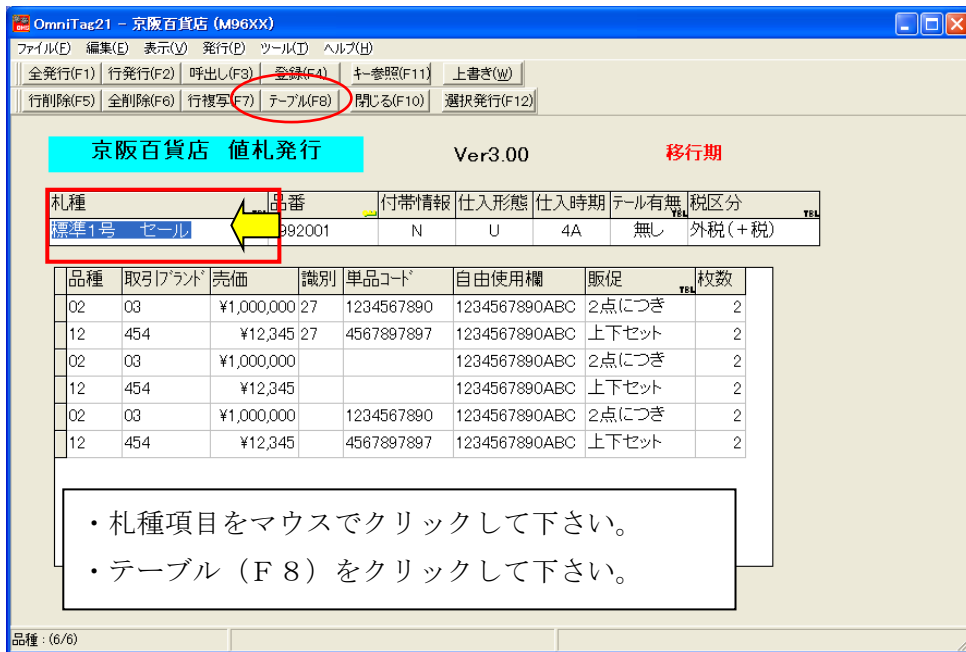 OmniTag21 - 京阪百貨店 (M96XX)
ファイル(F) 編集(E) 表示(V) 発行(P) ツール(T) ヘルプ(H)
全発行(F1) 行発行(F2) 呼出し(F3) 登録(F4) キー参照(F11) 上書き(W)
行削除(F5) 全削除(F6) 行複写(F7) テーブル(F8) 閉じる(F10) 選択発行(F12)
京阪百貨店 値札発行 Ver3.00 移行期
札種 品番 付帯情報 仕入形態 仕入時期 テール有無 TBL 税区分 TBL
標準1号 セール 992001 N U 4A 無し 外税(+税)
品種 取引ブランド 売価 識別 単品コード 自由使用欄 販促 TBL 枚数
02 03 ¥1,000,000 27 1234567890 1234567890ABC 2点につき 2
12 454 ¥12,345 27 4567897897 1234567890ABC 上下セット 2
02 03 ¥1,000,000 1234567890ABC 2点につき 2
12 454 ¥12,345 1234567890ABC 上下セット 2
02 03 ¥1,000,000 1234567890 1234567890ABC 2点につき 2
12 454 ¥12,345 4567897897 1234567890ABC 上下セット 2
・札種項目をマウスでクリックして下さい。
・テーブル（F８）をクリックして下さい。
品種 : (6/6)